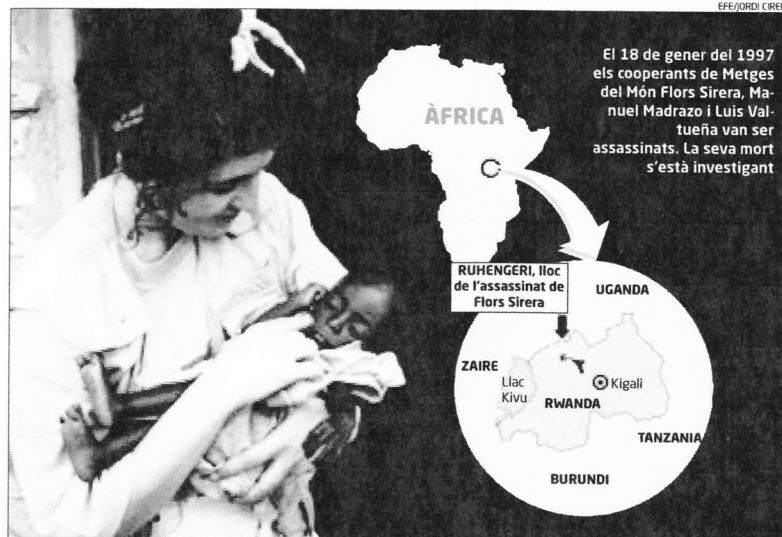 EFE/JORDI CIREI
El 18 de gener del 1997
els cooperants de Metges
del Món Flors Sirera, Ma-
nuel Madrazo i Luis Val-
tueña van ser
assassinats. La seva mort
s'està investigant
ÀFRICA
RUHENGERI, lloc
de l'assassinat de
Flors Sirera
UGANDA
ZAIRE
Llac
Kivu
Kigali
RWANDA
TANZANIA
BURUNDI